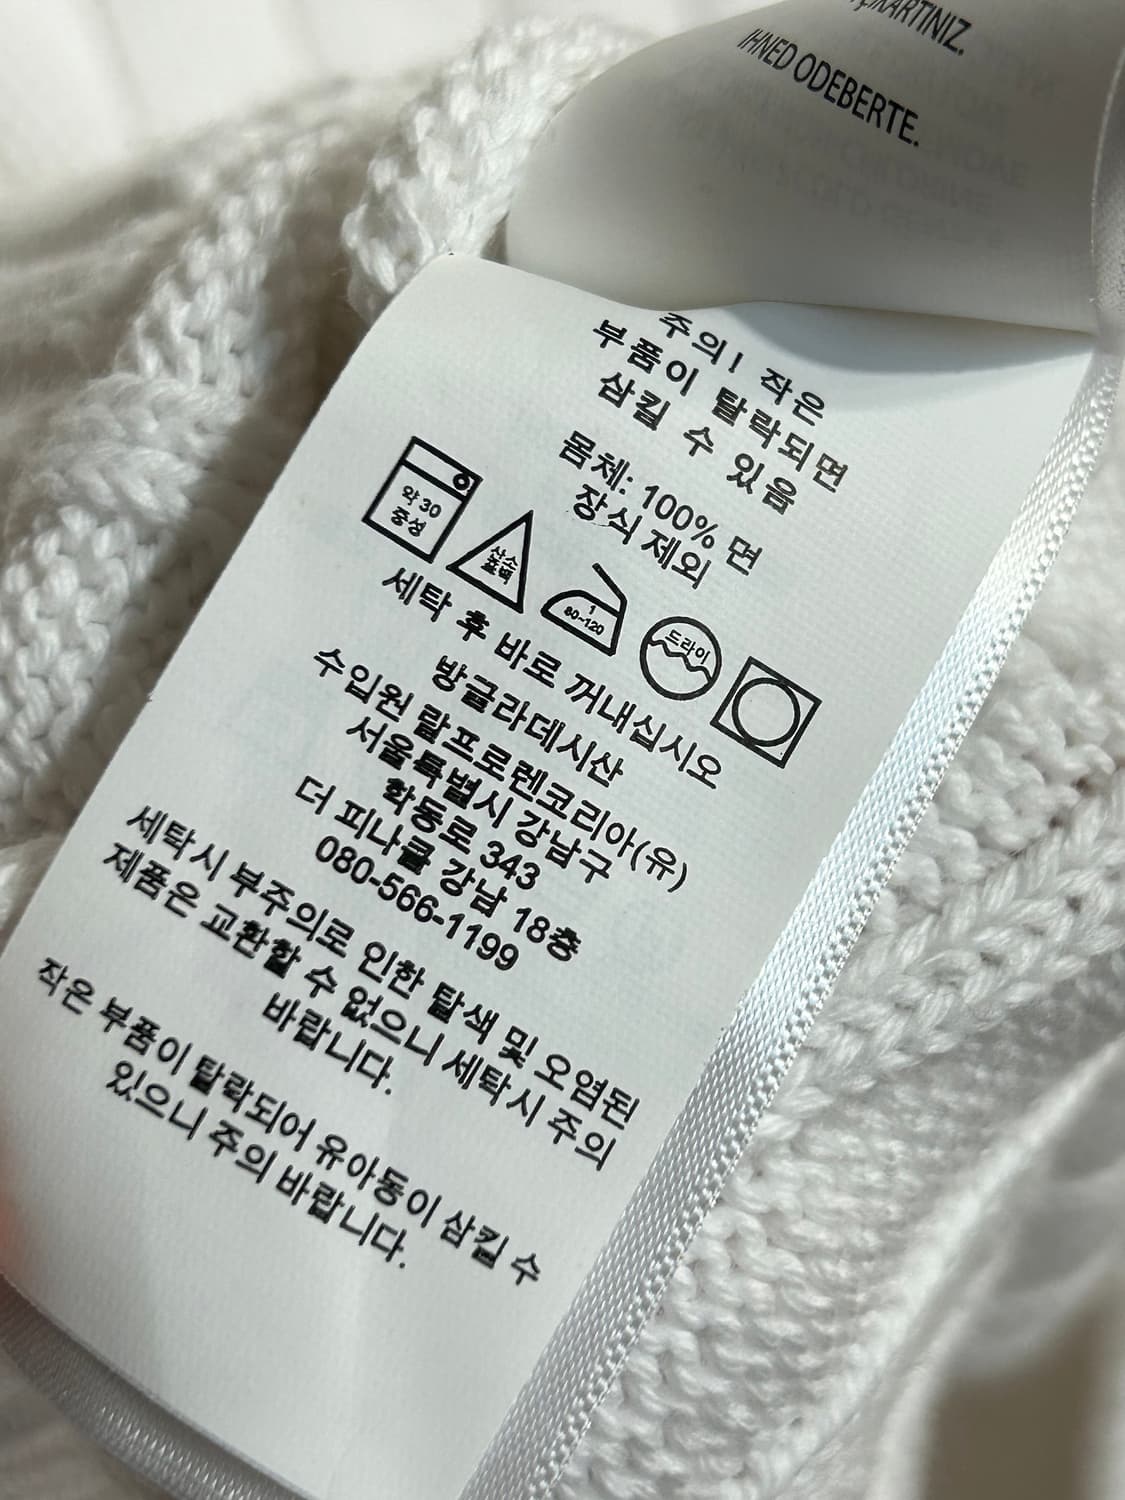 ÇIKARTINIZ.
IHNED ODEBERTE.
주의! 작은
부품이 탈락되면
삼킬 수 있음
몸체: 100% 면
장식 제외
약 30
중성
산소
표백
1
80~120
드라이
세탁 후 바로 꺼내십시오
방글라데시산
수입원 랄프로렌코리아(유)
서울특별시 강남구
학동로 343
더 피나클 강남 18층
080-566-1199
세탁시 부주의로 인한 탈색 및 오염된
제품은 교환할 수 없으니 세탁시 주의
바랍니다.
작은 부품이 탈락되어 유아동이 삼킬 수
있으니 주의 바랍니다.